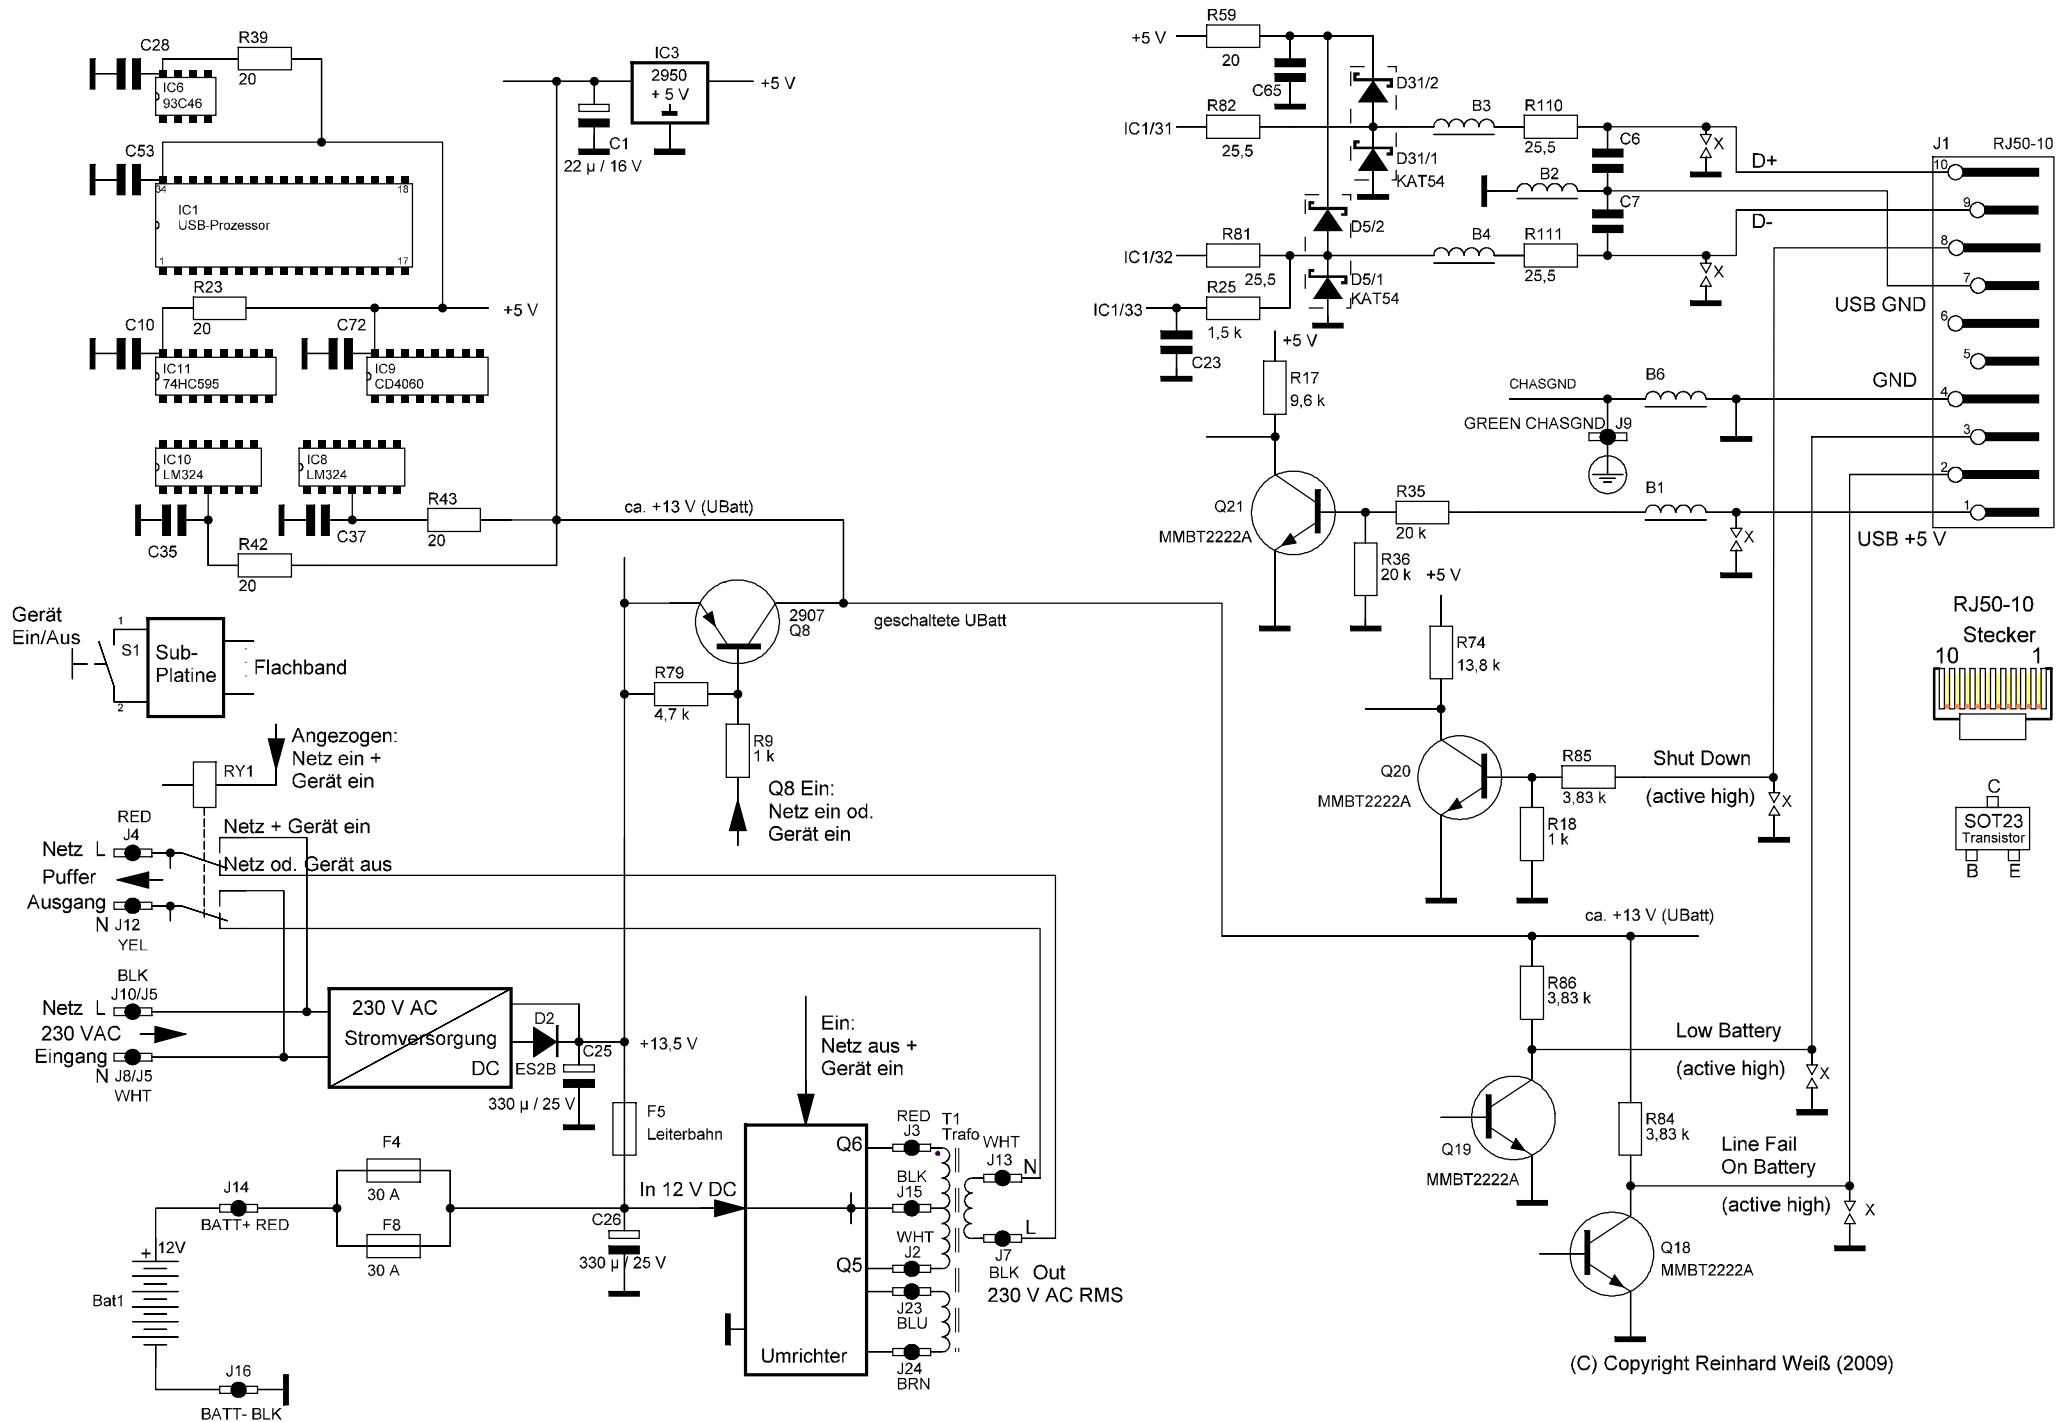 C28
R39
20
IC6
93C46
C53
34
18
IC1
USB-Prozessor
1
17
R23
20
+5 V
C10
C72
IC11
74HC595
IC9
CD4060
IC10
LM324
IC8
LM324
C35
C37
R43
20
R42
20
IC3
2950
+ 5 V
+5 V
C1
22 µ / 16 V
ca. +13 V (UBatt)
2907
Q8
geschaltete UBatt
R79
4,7 k
R9
1 k
Q8 Ein:
Netz ein od.
Gerät ein
Gerät
Ein/Aus
1
S1
2
Sub-
Platine
Flachband
Angezogen:
Netz ein +
Gerät ein
RY1
RED
J4
Netz L
Puffer
Ausgang
N
J12
YEL
Netz + Gerät ein
Netz od. Gerät aus
BLK
J10/J5
Netz L
230 VAC
Eingang
N
J8/J5
WHT
230 V AC
Stromversorgung
DC
D2
ES2B
C25
330 µ / 25 V
+13,5 V
F5
Leiterbahn
F4
30 A
F8
30 A
J14
BATT+ RED
+
12V
Bat1
J16
BATT- BLK
In 12 V DC
C26
330 µ / 25 V
Ein:
Netz aus +
Gerät ein
Q6
Q5
Umrichter
RED
J3
BLK
J15
WHT
J2
J23
BLU
J24
BRN
T1
Trafo
WHT
J13
N
L
J7
BLK
Out
230 V AC RMS
R59
+5 V
20
C65
D31/2
IC1/31
R82
25,5
D31/1
KAT54
B3
R110
25,5
C6
X
D+
B2
C7
D-
D5/2
IC1/32
R81
25,5
D5/1
KAT54
B4
R111
25,5
X
IC1/33
R25
1,5 k
C23
+5 V
R17
9,6 k
Q21
MMBT2222A
R35
20 k
R36
20 k
CHASGND
GREEN CHASGND
J9
B6
B1
X
J1
RJ50-10
10
9
8
7
6
5
4
3
2
1
USB GND
GND
USB +5 V
RJ50-10
Stecker
10
1
+5 V
R74
13,8 k
Q20
MMBT2222A
R85
3,83 k
R18
1 k
Shut Down
(active high)
X
C
SOT23
Transistor
B
E
ca. +13 V (UBatt)
R86
3,83 k
Low Battery
(active high)
X
Q19
MMBT2222A
R84
3,83 k
Line Fail
On Battery
(active high)
X
Q18
MMBT2222A
(C) Copyright Reinhard Weiß (2009)